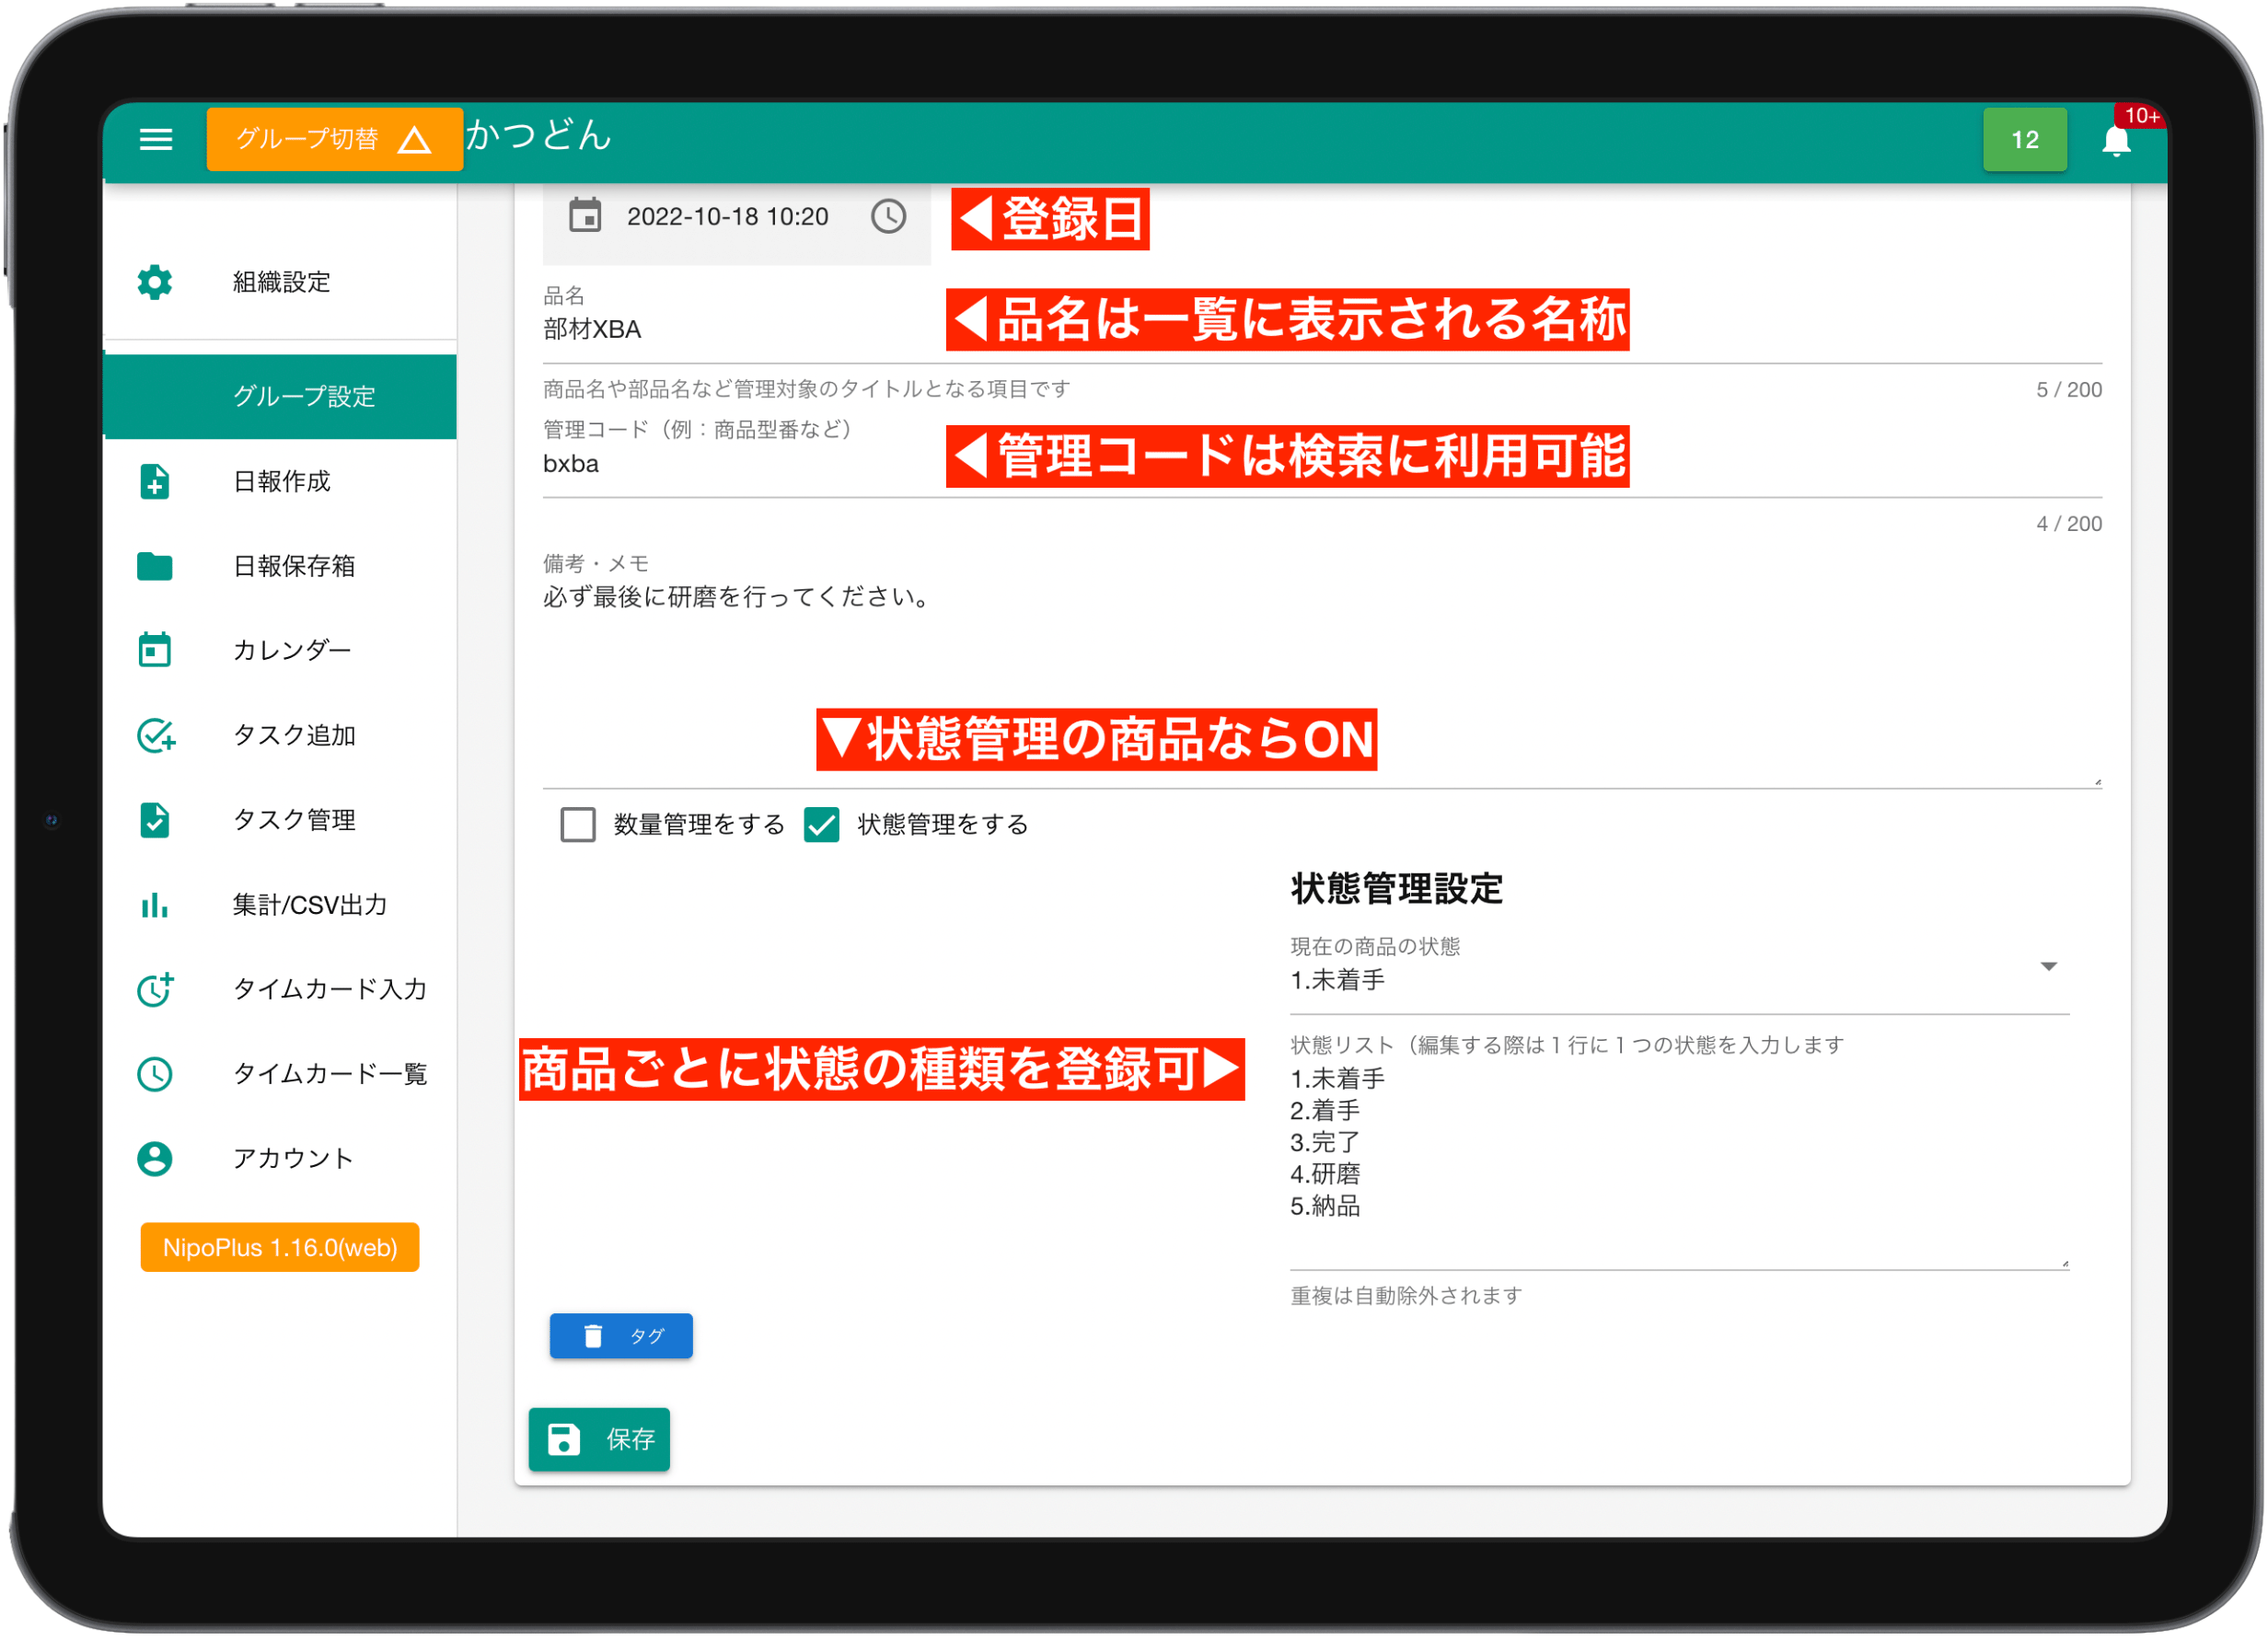 グループ切替
かつどん
12
10+
組織設定
グループ設定
日報作成
日報保存箱
カレンダー
タスク追加
タスク管理
集計/CSV出力
タイムカード入力
タイムカード一覧
アカウント
NipoPlus 1.16.0(web)
2022-10-18 10:20
◀登録日
品名
部材XBA
◀品名は一覧に表示される名称
商品名や部品名など管理対象のタイトルとなる項目です
5 / 200
管理コード（例：商品型番など）
bxba
◀管理コードは検索に利用可能
4 / 200
備考・メモ
必ず最後に研磨を行ってください。
▼状態管理の商品ならON
数量管理をする
状態管理をする
状態管理設定
現在の商品の状態
1.未着手
商品ごとに状態の種類を登録可▶
状態リスト（編集する際は１行に１つの状態を入力します
1.未着手
2.着手
3.完了
4.研磨
5.納品
重複は自動除外されます
タグ
保存